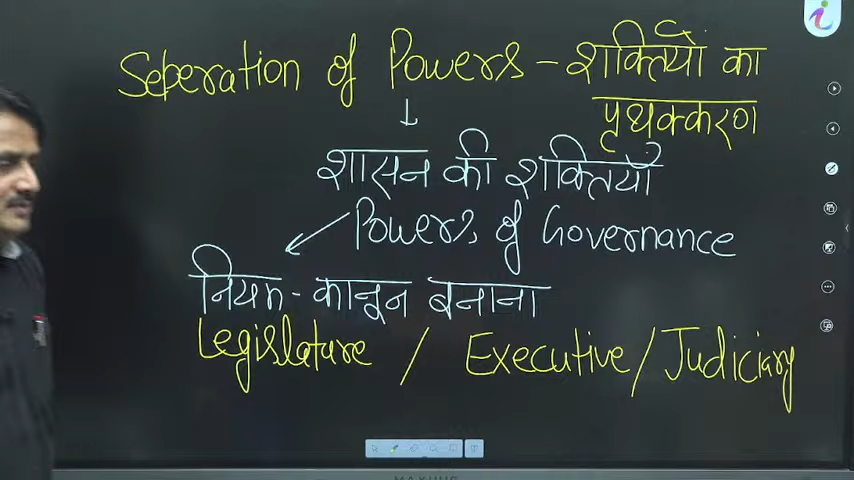 Seperation of Powers - शक्तियों का
पृथक्करण
↓
शासन की शक्तियाँ
Powers of Governance
नियम - कानून बनाना
Legislature / Executive / Judiciary